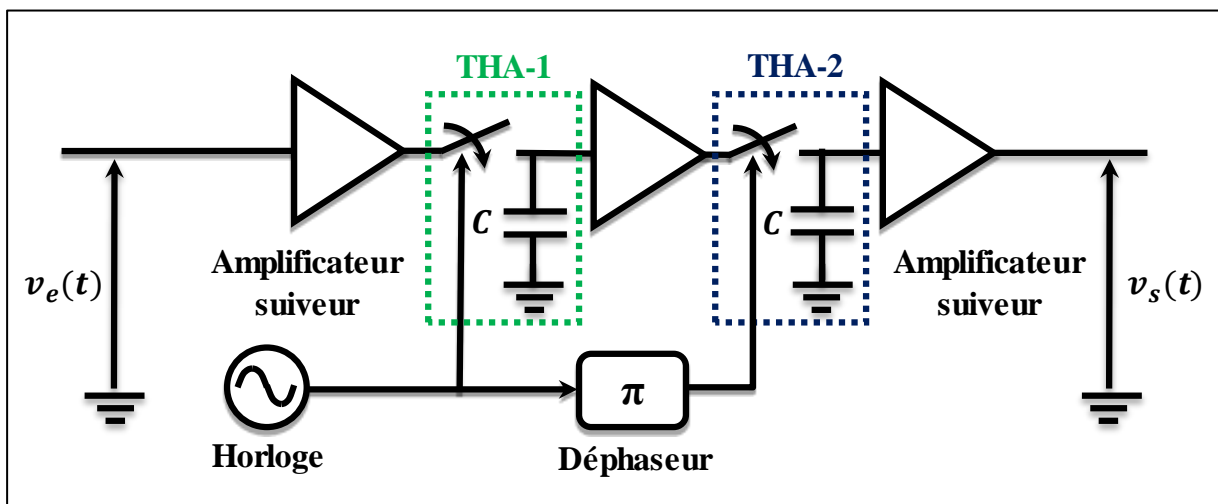 THA-1
THA-2
C
C
Amplificateur
suiveur
Amplificateur
suiveur
v_e(t)
v_s(t)
π
Horloge
Déphaseur